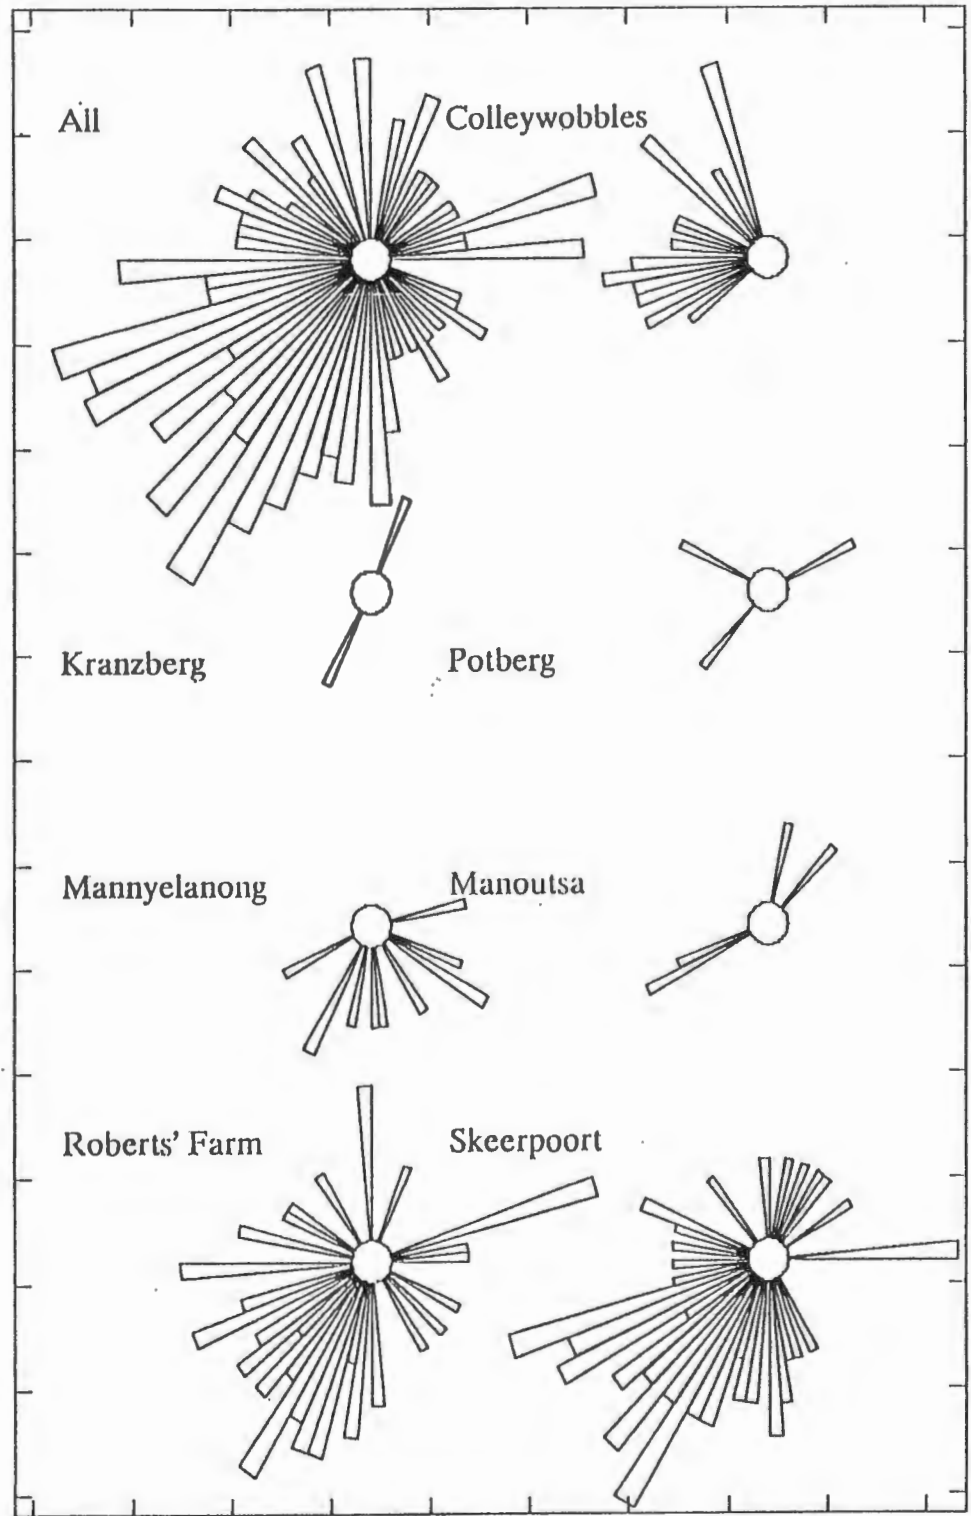 All
Colleywobbles
Kranzberg
Potberg
Mannyelanong
Manoutsa
Roberts' Farm
Skeerpoort